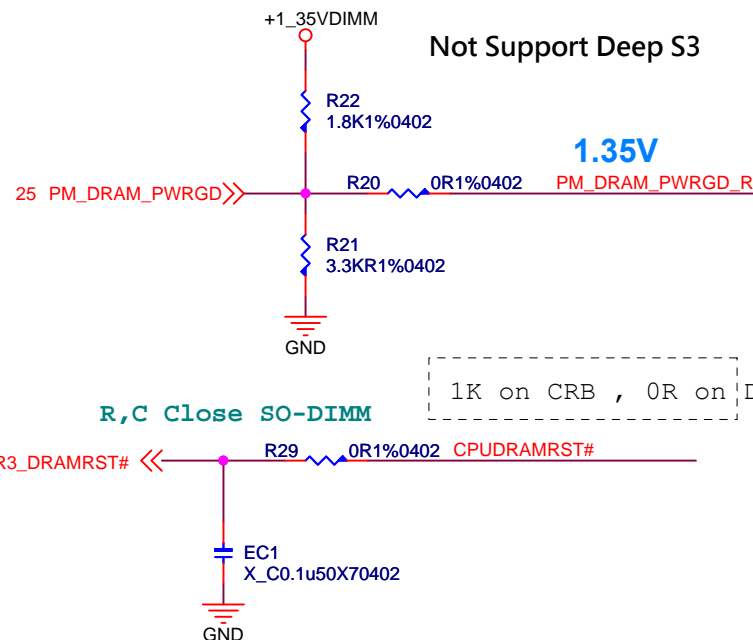 +1_35VDIMM
Not Support Deep S3
R22
1.8K1%0402
1.35V
25 PM_DRAM_PWRGD
R20 0R1%0402
PM_DRAM_PWRGD_R
R21
3.3KR1%0402
GND
1K on CRB , 0R on D
R,C Close SO-DIMM
R3_DRAMRST#
R29 0R1%0402
CPUDRAMRST#
EC1
X_C0.1u50X70402
GND